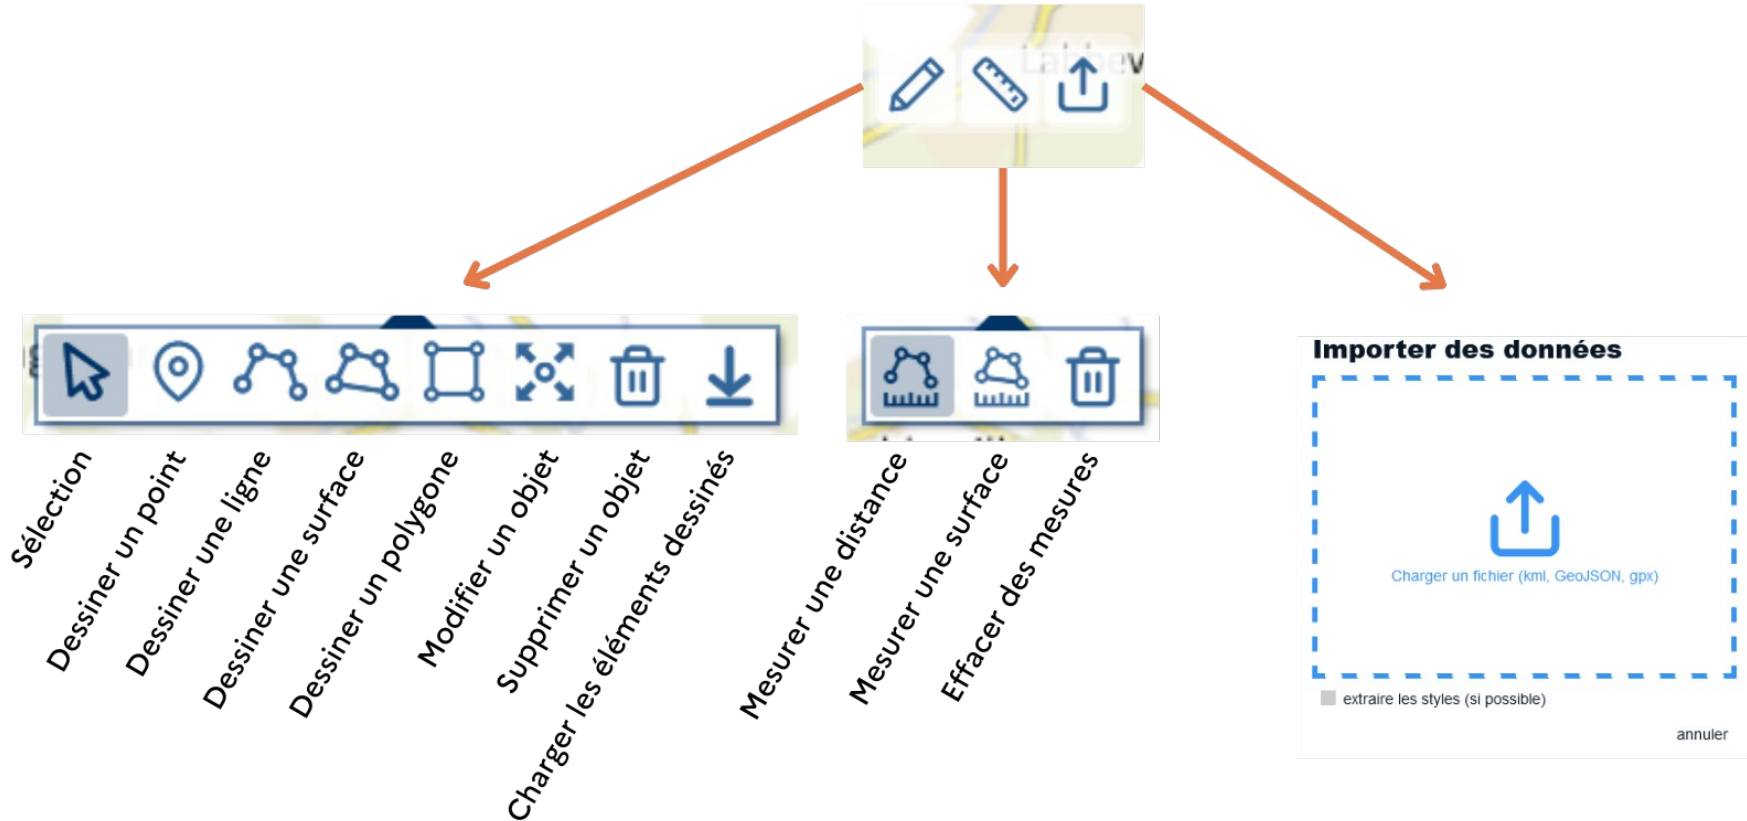 Importer des données
Charger un fichier (kml, GeoJSON, gpx)
extraire les styles (si possible)
annuler
Sélection
Dessiner un point
Dessiner une ligne
Dessiner une surface
Dessiner un polygone
Modifier un objet
Supprimer un objet
Charger les éléments dessinés
Mesurer une distance
Mesurer une surface
Effacer des mesures